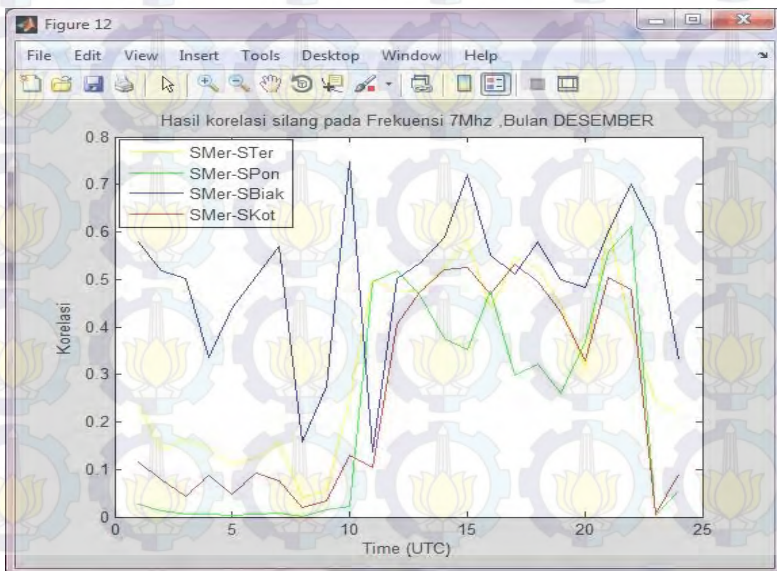 Figure 12
File Edit View Insert Tools Desktop Window Help
Hasil korelasi silang pada Frekuensi 7Mhz ,Bulan DESEMBER
SMer-STer
SMer-SPon
SMer-SBiak
SMer-SKot
Korelasi
0.8
0.7
0.6
0.5
0.4
0.3
0.2
0.1
0
0 5 10 15 20 25
Time (UTC)